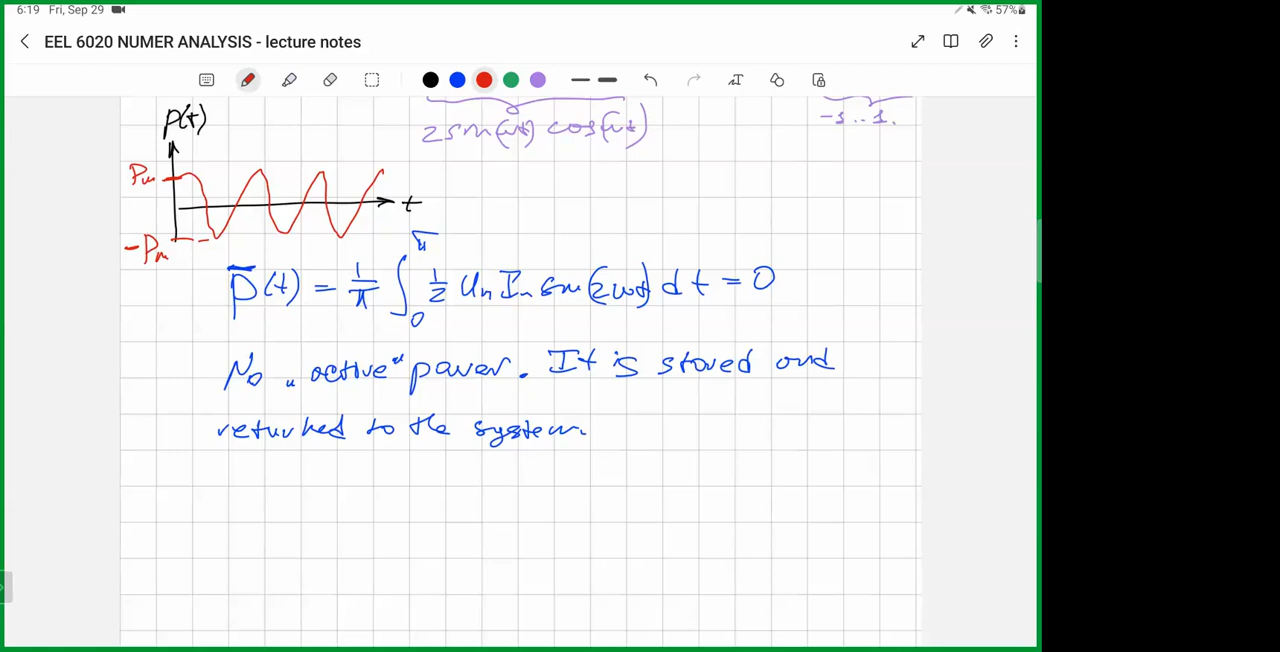 6:19 Fri, Sep 29
57%
EEL 6020 NUMER ANALYSIS - lecture notes
p(t)
2sin(ωt) cos(ωt)
-1..1.
Pm
t
-Pm
π
p̄(t) = 1/π ∫ 1/2 Um Im sin(2ωt) dt = 0
0
No „active" power. It is stored and
returned to the system.